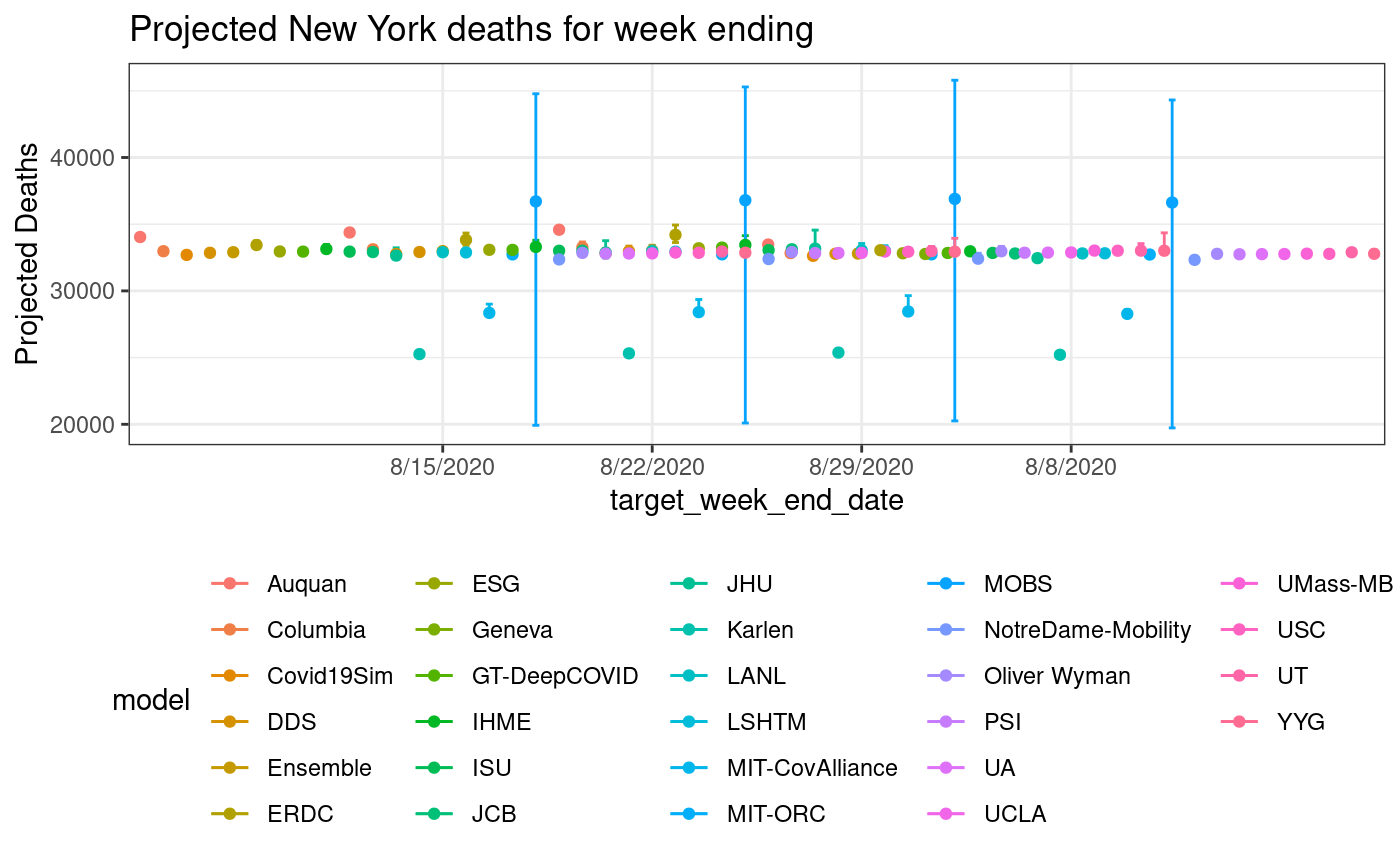 Projected New York deaths for week ending
Projected Deaths
40000
30000
20000
8/15/2020 8/22/2020 8/29/2020 8/8/2020
target_week_end_date
model
Auquan ESG JHU MOBS UMass-MB
Columbia Geneva Karlen NotreDame-Mobility USC
Covid19Sim GT-DeepCOVID LANL Oliver Wyman UT
DDS IHME LSHTM PSI YYG
Ensemble ISU MIT-CovAlliance UA
ERDC JCB MIT-ORC UCLA